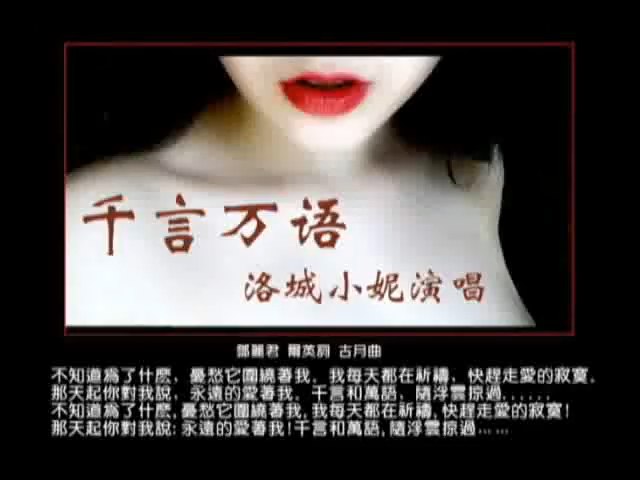 千言万语
洛城小妮演唱
鄧麗君 爾英詞 古月曲
不知道為了什麽，憂愁它圍繞著我，我每天都在祈禱，快趕走愛的寂寞。
那天起你對我說，永遠的愛著我，千言和萬語，隨浮雲掠過......
不知道為了什麽,憂愁它圍繞著我,我每天都在祈禱,快趕走愛的寂寞!
那天起你對我說:永遠的愛著我!千言和萬語,隨浮雲掠過……